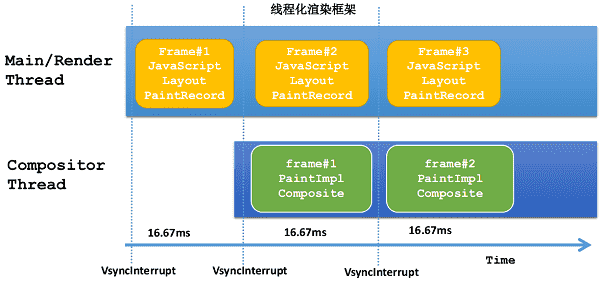 线程化渲染框架
Main/Render
Thread
Frame#1
JavaScript
Layout
PaintRecord
Frame#2
JavaScript
Layout
PaintRecord
Frame#3
JavaScript
Layout
PaintRecord
Compositor
Thread
frame#1
PaintImpl
Composite
frame#2
PaintImpl
Composite
16.67ms
16.67ms
16.67ms
Time
VsyncInterrupt
VsyncInterrupt
VsyncInterrupt